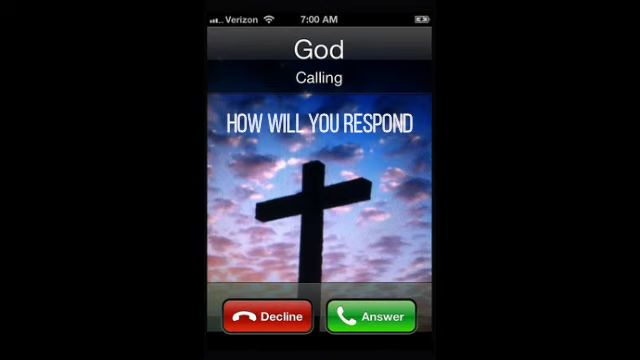 Verizon 7:00 AM
God
Calling
HOW WILL YOU RESPOND
Decline Answer